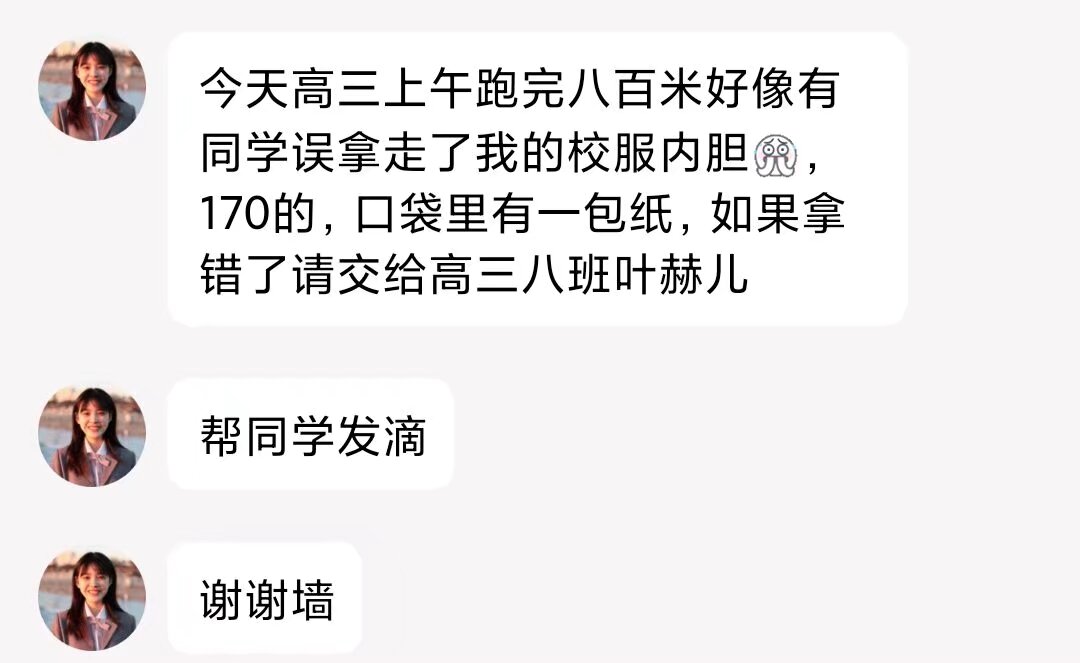 今天高三上午跑完八百米好像有
同学误拿走了我的校服内胆，
170的，口袋里有一包纸，如果拿
错了请交给高三八班叶赫儿
帮同学发滴
谢谢墙